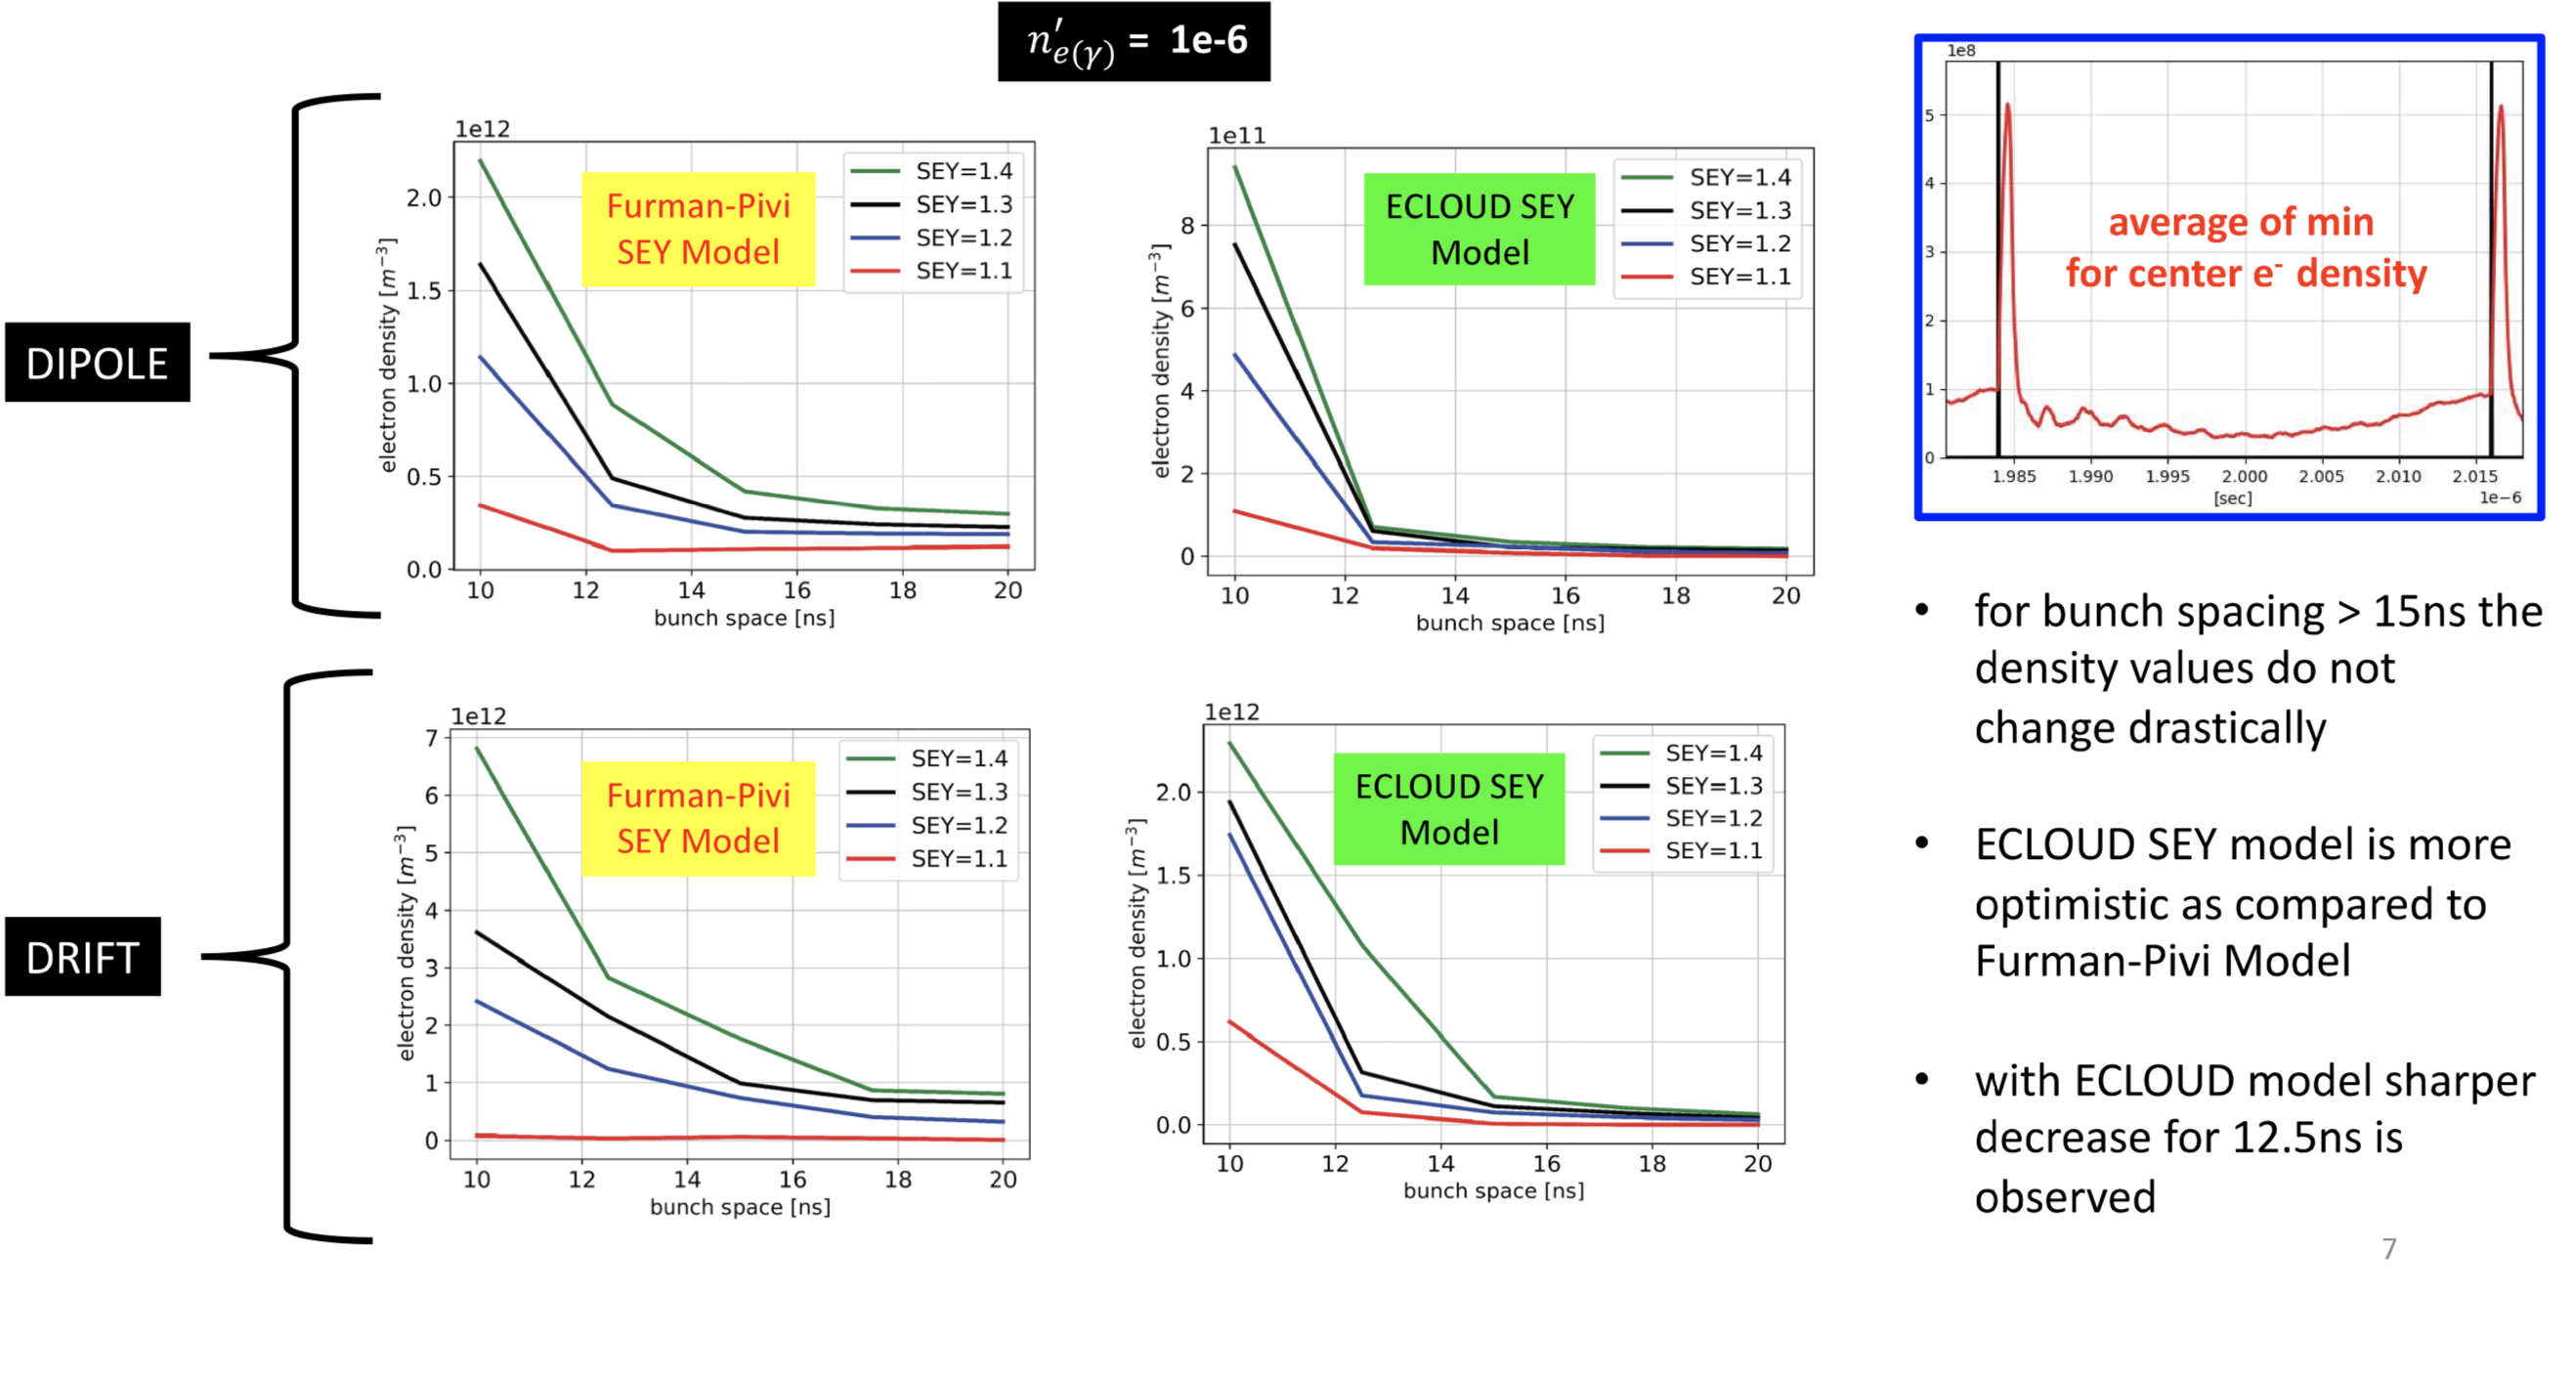 n′e(γ) = 1e-6
DIPOLE
1e12
Furman-Pivi
SEY Model
SEY=1.4
SEY=1.3
SEY=1.2
SEY=1.1
electron density [m⁻³]
2.0
1.5
1.0
0.5
0.0
10 12 14 16 18 20
bunch space [ns]
1e11
ECLOUD SEY
Model
SEY=1.4
SEY=1.3
SEY=1.2
SEY=1.1
electron density [m⁻³]
8
6
4
2
0
10 12 14 16 18 20
bunch space [ns]
DRIFT
1e12
Furman-Pivi
SEY Model
SEY=1.4
SEY=1.3
SEY=1.2
SEY=1.1
electron density [m⁻³]
7
6
5
4
3
2
1
0
10 12 14 16 18 20
bunch space [ns]
1e12
ECLOUD SEY
Model
SEY=1.4
SEY=1.3
SEY=1.2
SEY=1.1
electron density [m⁻³]
2.0
1.5
1.0
0.5
0.0
10 12 14 16 18 20
bunch space [ns]
1e8
5
4
3
2
1
0
average of min
for center e⁻ density
1.985 1.990 1.995 2.000 2.005 2.010 2.015
[sec]
1e−6
• for bunch spacing > 15ns the
density values do not
change drastically
• ECLOUD SEY model is more
optimistic as compared to
Furman-Pivi Model
• with ECLOUD model sharper
decrease for 12.5ns is
observed
7